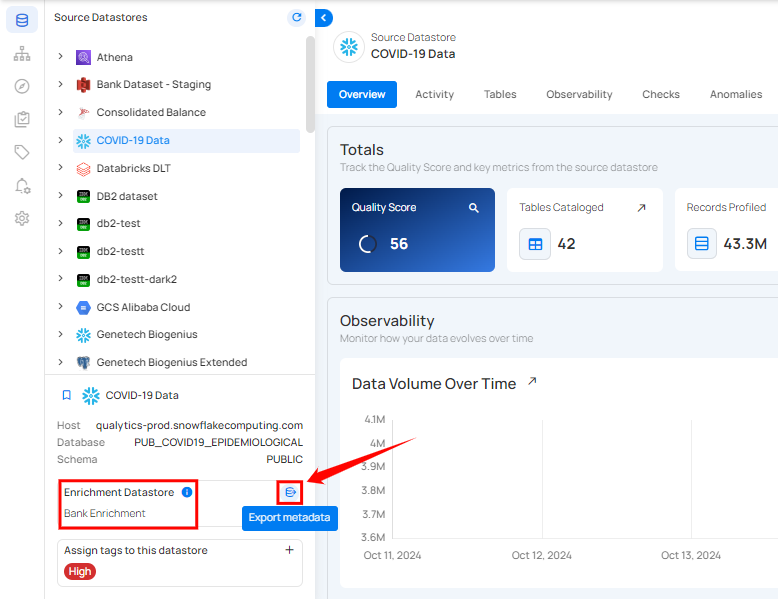 Source Datastores
Athena
Bank Dataset - Staging
Consolidated Balance
COVID-19 Data
Databricks DLT
DB2 dataset
db2-test
db2-testt
db2-testt-dark2
GCS Alibaba Cloud
Genetech Biogenius
Genetech Biogenius Extended
COVID-19 Data
Host qualytics-prod.snowflakecomputing.com
Database PUB_COVID19_EPIDEMIOLOGICAL
Schema PUBLIC
Enrichment Datastore
Bank Enrichment
Export metadata
Assign tags to this datastore
High
Source Datastore
COVID-19 Data
Overview Activity Tables Observability Checks Anomalies
Totals
Track the Quality Score and key metrics from the source datastore
Quality Score
56
Tables Cataloged
42
Records Profiled
43.3M
Observability
Monitor how your data evolves over time
Data Volume Over Time
4.1M
4M
3.9M
3.8M
3.7M
3.6M
Oct 11, 2024 Oct 12, 2024 Oct 13, 2024